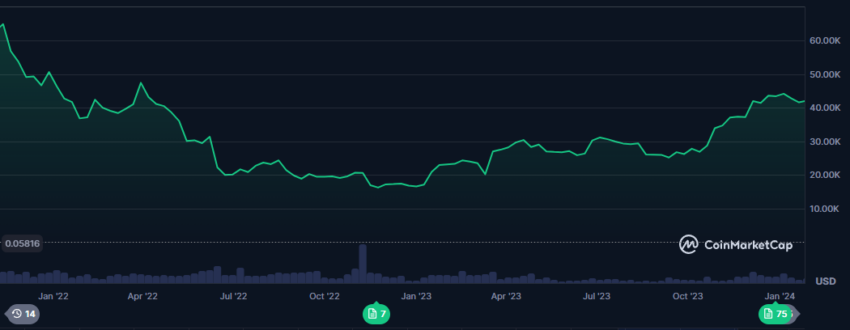 60.00K
50.00K
40.00K
30.00K
20.00K
10.00K
0.05816
CoinMarketCap
USD
Jan '22 Apr '22 Jul '22 Oct '22 Jan '23 Apr '23 Jul '23 Oct '23 Jan '24
14 7 75